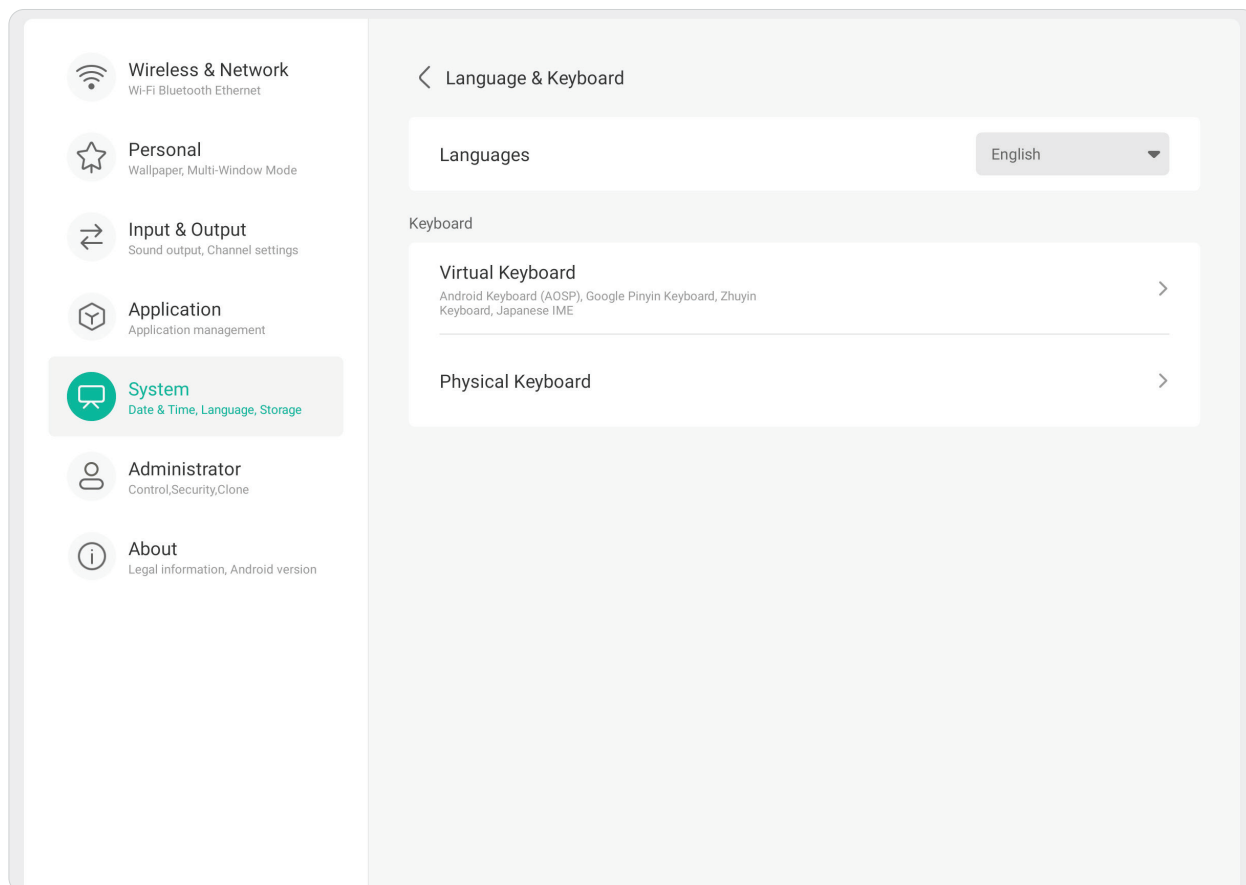 Wireless & Network
Wi-Fi Bluetooth Ethernet
Personal
Wallpaper, Multi-Window Mode
Input & Output
Sound output, Channel settings
Application
Application management
System
Date & Time, Language, Storage
Administrator
Control,Security,Clone
About
Legal information, Android version
Language & Keyboard
Languages
English
Keyboard
Virtual Keyboard
Android Keyboard (AOSP), Google Pinyin Keyboard, Zhuyin
Keyboard, Japanese IME
Physical Keyboard